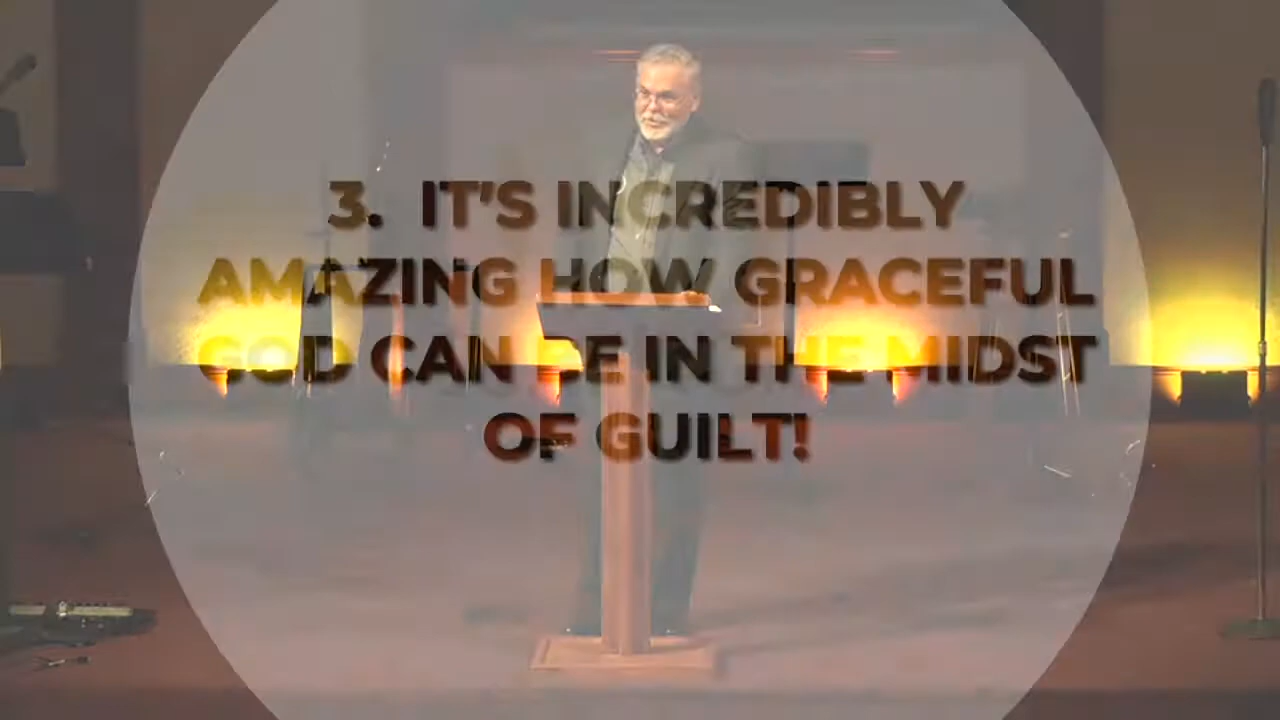 3. IT'S INCREDIBLY
AMAZING HOW GRACEFUL
GOD CAN BE IN THE MIDST
OF GUILT!